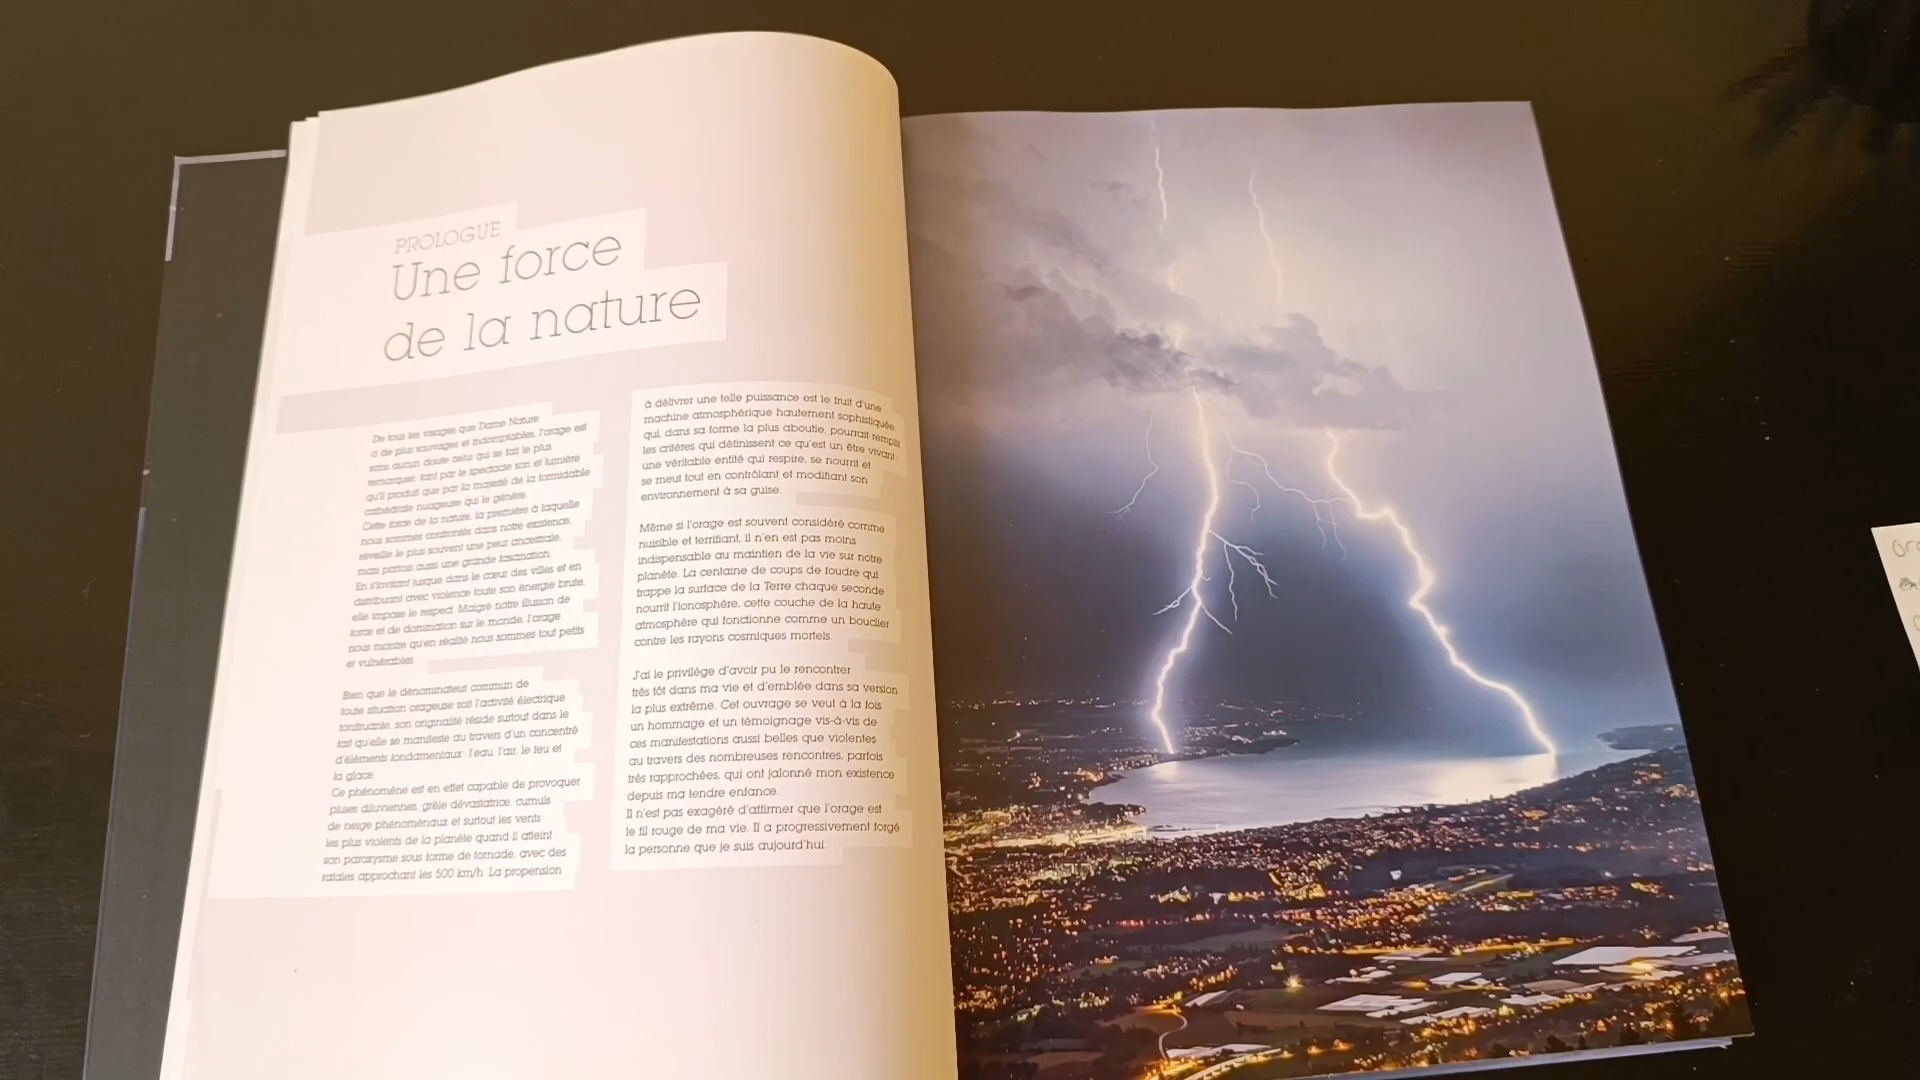 PROLOGUE
Une force
de la nature
De tous les visages que Dame Nature
a de plus sauvages et indomptables, l'orage est
sans aucun doute celui qui se fait le plus
remarquer, tant par le spectacle son et lumière
qu'il produit que par la majesté de la formidable
cathédrale nuageuse qui le génère.
Cette force de la nature, la première à laquelle
nous sommes confrontés dans notre existence,
réveille le plus souvent une peur ancestrale,
mais parfois aussi une grande fascination.
En s'invitant jusque dans le cœur des villes et en
distribuant avec violence toute son énergie brute,
elle impose le respect. Malgré notre illusion de
force et de domination sur le monde, l'orage
nous montre qu'en réalité nous sommes tout petits
et vulnérables.
Bien que le dénominateur commun de
toute situation orageuse soit l'activité électrique
tonitruante, son originalité réside surtout dans le
fait qu'elle se manifeste au travers d'un concentré
d'éléments fondamentaux : l'eau, l'air, le feu et
la glace.
Ce phénomène est en effet capable de provoquer
pluies diluviennes, grêle dévastatrice, cumuls
de neige phénoménaux et surtout les vents
les plus violents de la planète quand il atteint
son paroxysme sous forme de tornade, avec des
rafales approchant les 500 km/h. La propension
à délivrer une telle puissance est le fruit d'une
machine atmosphérique hautement sophistiquée,
qui, dans sa forme la plus aboutie, pourrait remplir
les critères qui définissent ce qu'est un être vivant,
une véritable entité qui respire, se nourrit et
se meut tout en contrôlant et modifiant son
environnement à sa guise.
Même si l'orage est souvent considéré comme
nuisible et terrifiant, il n'en est pas moins
indispensable au maintien de la vie sur notre
planète. La centaine de coups de foudre qui
frappe la surface de la Terre chaque seconde
nourrit l'ionosphère, cette couche de la haute
atmosphère qui fonctionne comme un bouclier
contre les rayons cosmiques mortels.
J'ai le privilège d'avoir pu le rencontrer
très tôt dans ma vie et d'emblée dans sa version
la plus extrême. Cet ouvrage se veut à la fois
un hommage et un témoignage vis-à-vis de
ces manifestations aussi belles que violentes
au travers des nombreuses rencontres, parfois
très rapprochées, qui ont jalonné mon existence
depuis ma tendre enfance.
Il n'est pas exagéré d'affirmer que l'orage est
le fil rouge de ma vie. Il a progressivement forgé
la personne que je suis aujourd'hui.